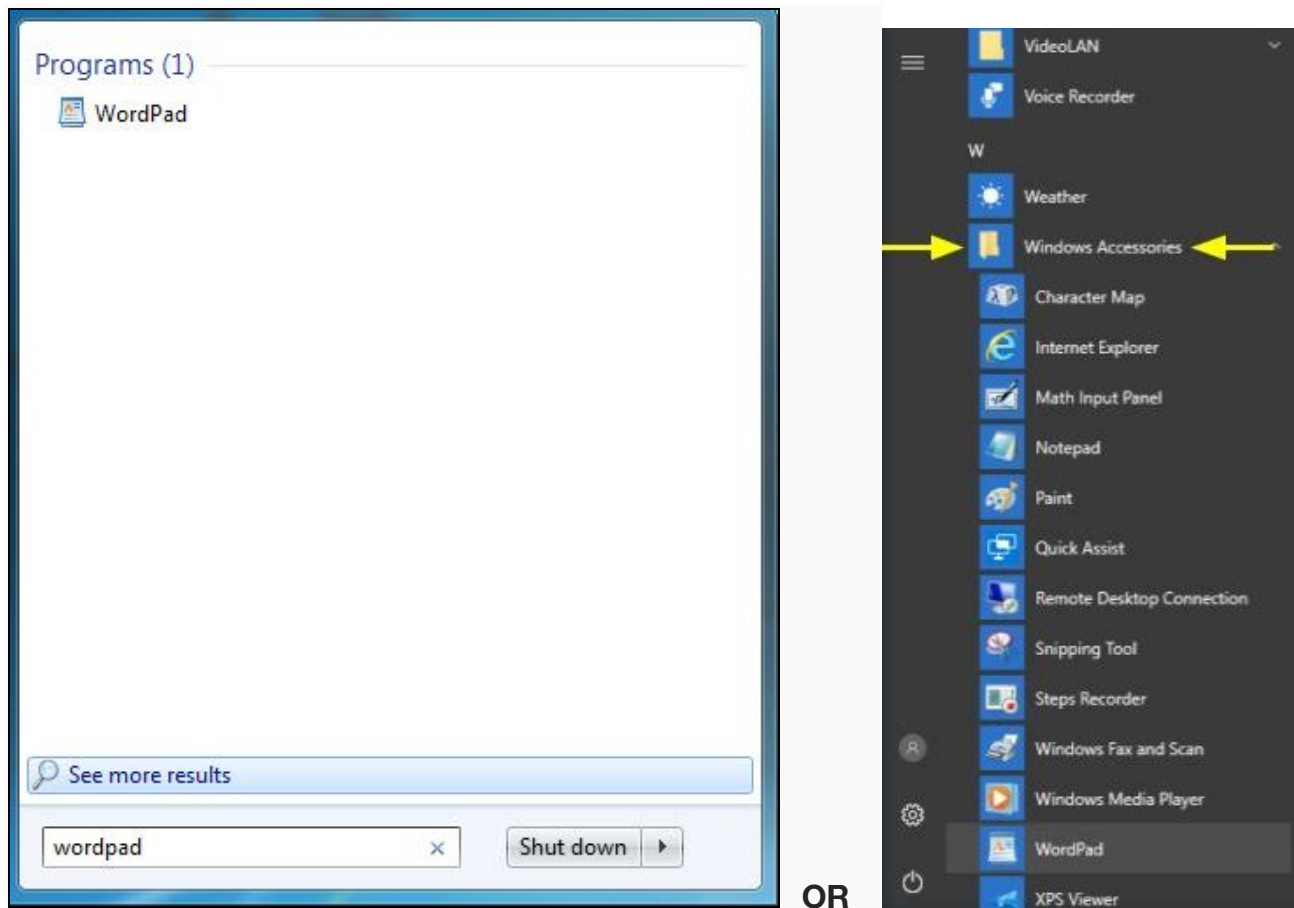 Programs (1)
WordPad
See more results
wordpad
Shut down
OR
VideoLAN
Voice Recorder
W
Weather
Windows Accessories
Character Map
Internet Explorer
Math Input Panel
Notepad
Paint
Quick Assist
Remote Desktop Connection
Snipping Tool
Steps Recorder
Windows Fax and Scan
Windows Media Player
WordPad
XPS Viewer